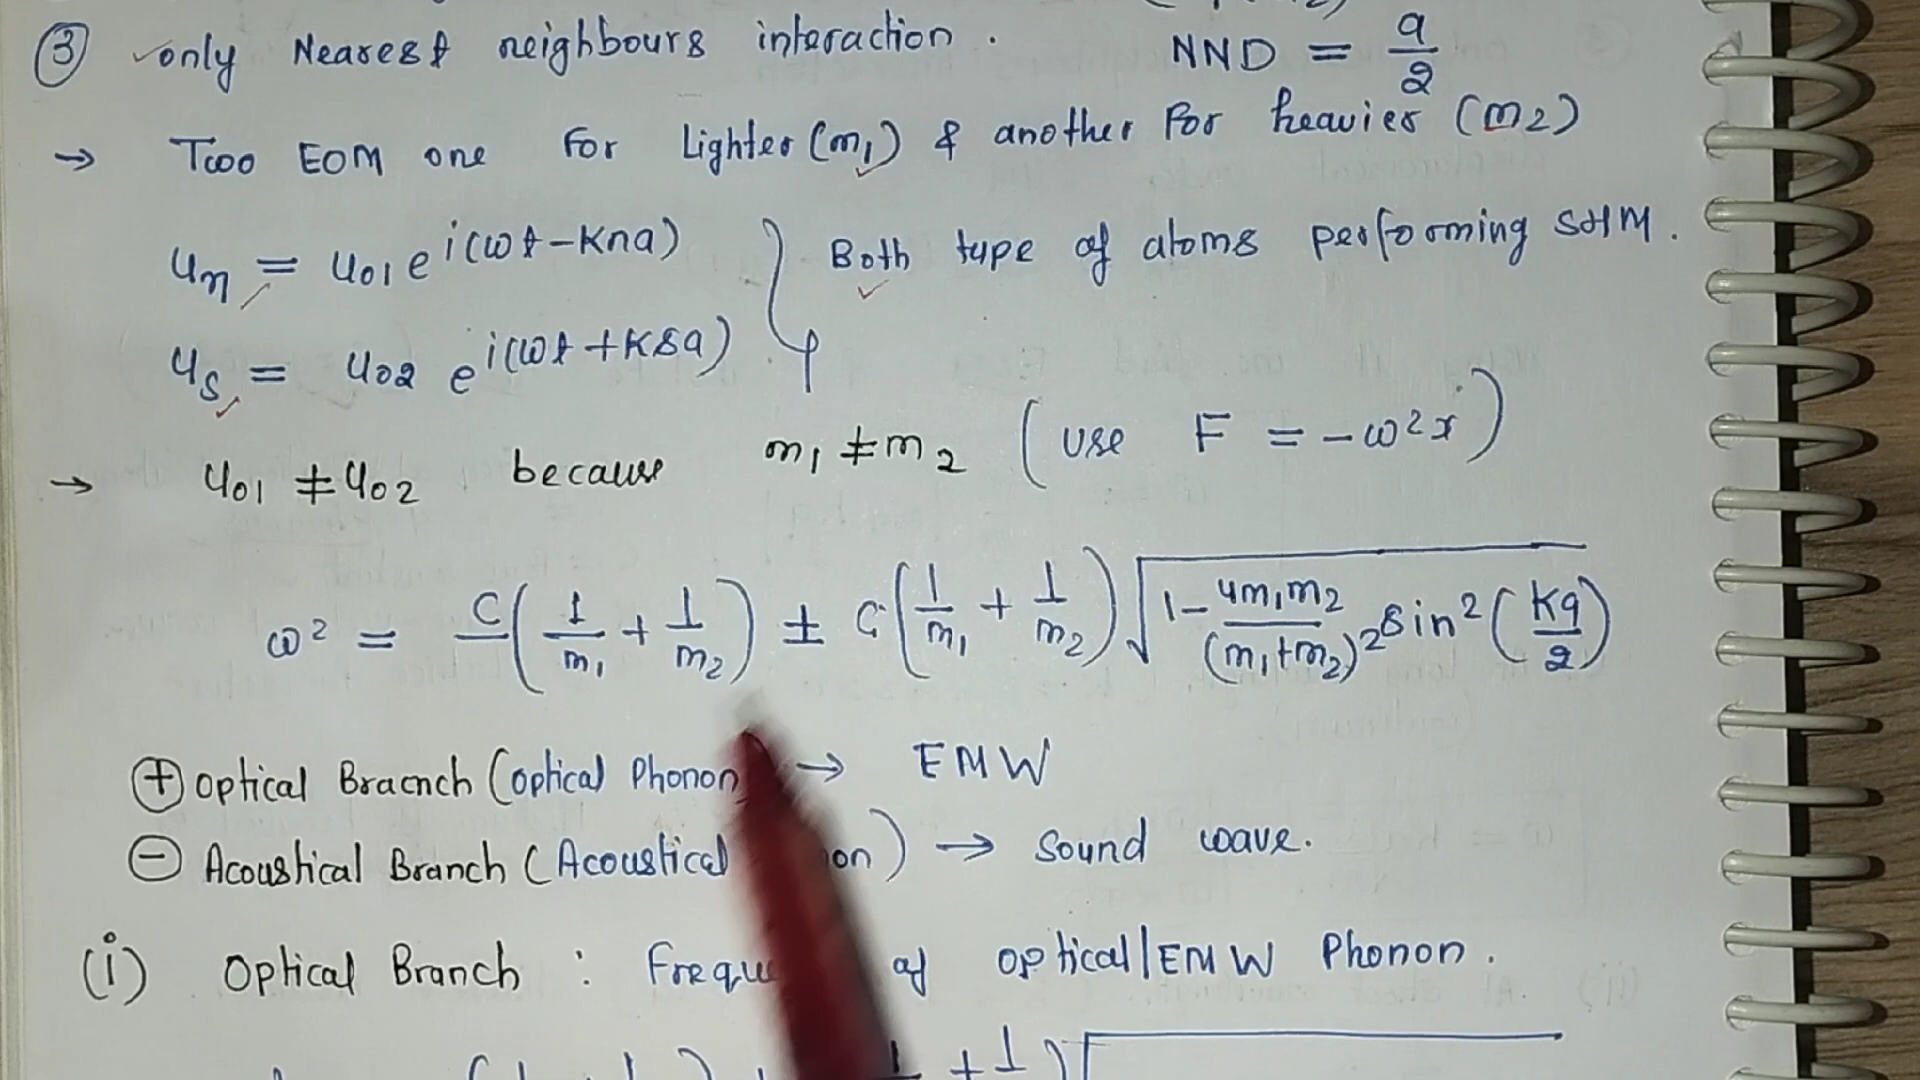 ③ only Nearest neighbours interaction. NND = a/2
→ Two EOM one For Lighter (m₁) & another For heavier (m₂)
uₙ = u₀₁ e^i(ωt-Kna) } Both type of atoms performing SHM.
uₛ = u₀₂ e^i(ωt+Ksa)
→ u₀₁ ≠ u₀₂ because m₁ ≠ m₂ (use F = -ω²x)
ω² = C(1/m₁ + 1/m₂) ± C(1/m₁ + 1/m₂)√(1 - 4m₁m₂/(m₁+m₂)² sin²(Ka/2))
⊕ optical Bracnch (optical Phonon → EMW
⊖ Acoustical Branch (Acoustical on) → Sound wave.
(i) Optical Branch : Frequ of optical|EMW Phonon.